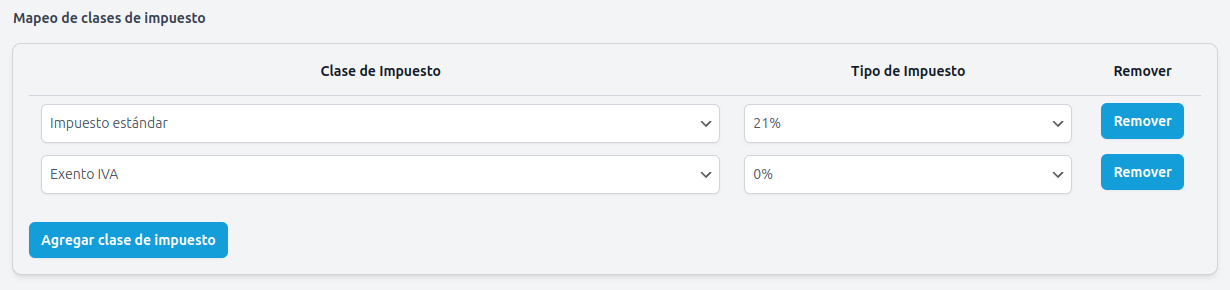 Mapeo de clases de impuesto
Clase de Impuesto Tipo de Impuesto Remover
Impuesto estándar 21% Remover
Exento IVA 0% Remover
Agregar clase de impuesto